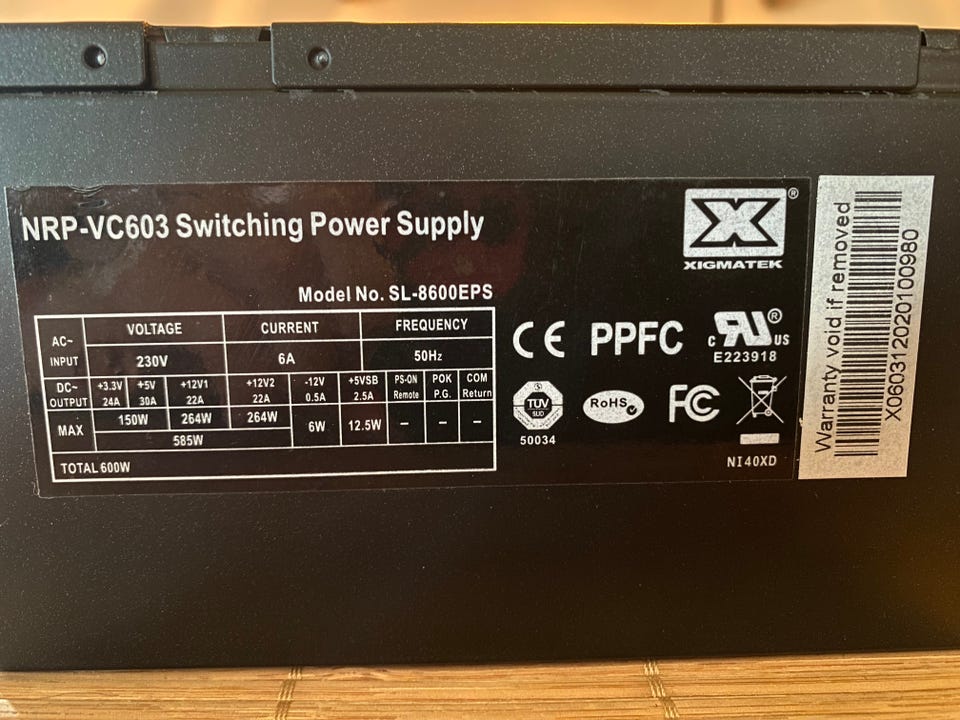 NRP-VC603 Switching Power Supply
®
XIGMATEK
Model No. SL-8600EPS
AC~ INPUT VOLTAGE CURRENT FREQUENCY
230V 6A 50Hz
DC~ OUTPUT +3.3V 24A +5V 30A +12V1 22A +12V2 22A -12V 0.5A +5VSB 2.5A PS-ON Remote POK P.G. COM Return
MAX 150W 264W 264W 6W 12.5W – – –
585W
TOTAL 600W
CE PPFC c RU ® US
E223918
TUV SUD RoHS FC
50034
NI40XD
Warranty void if removed
X06031202020100980